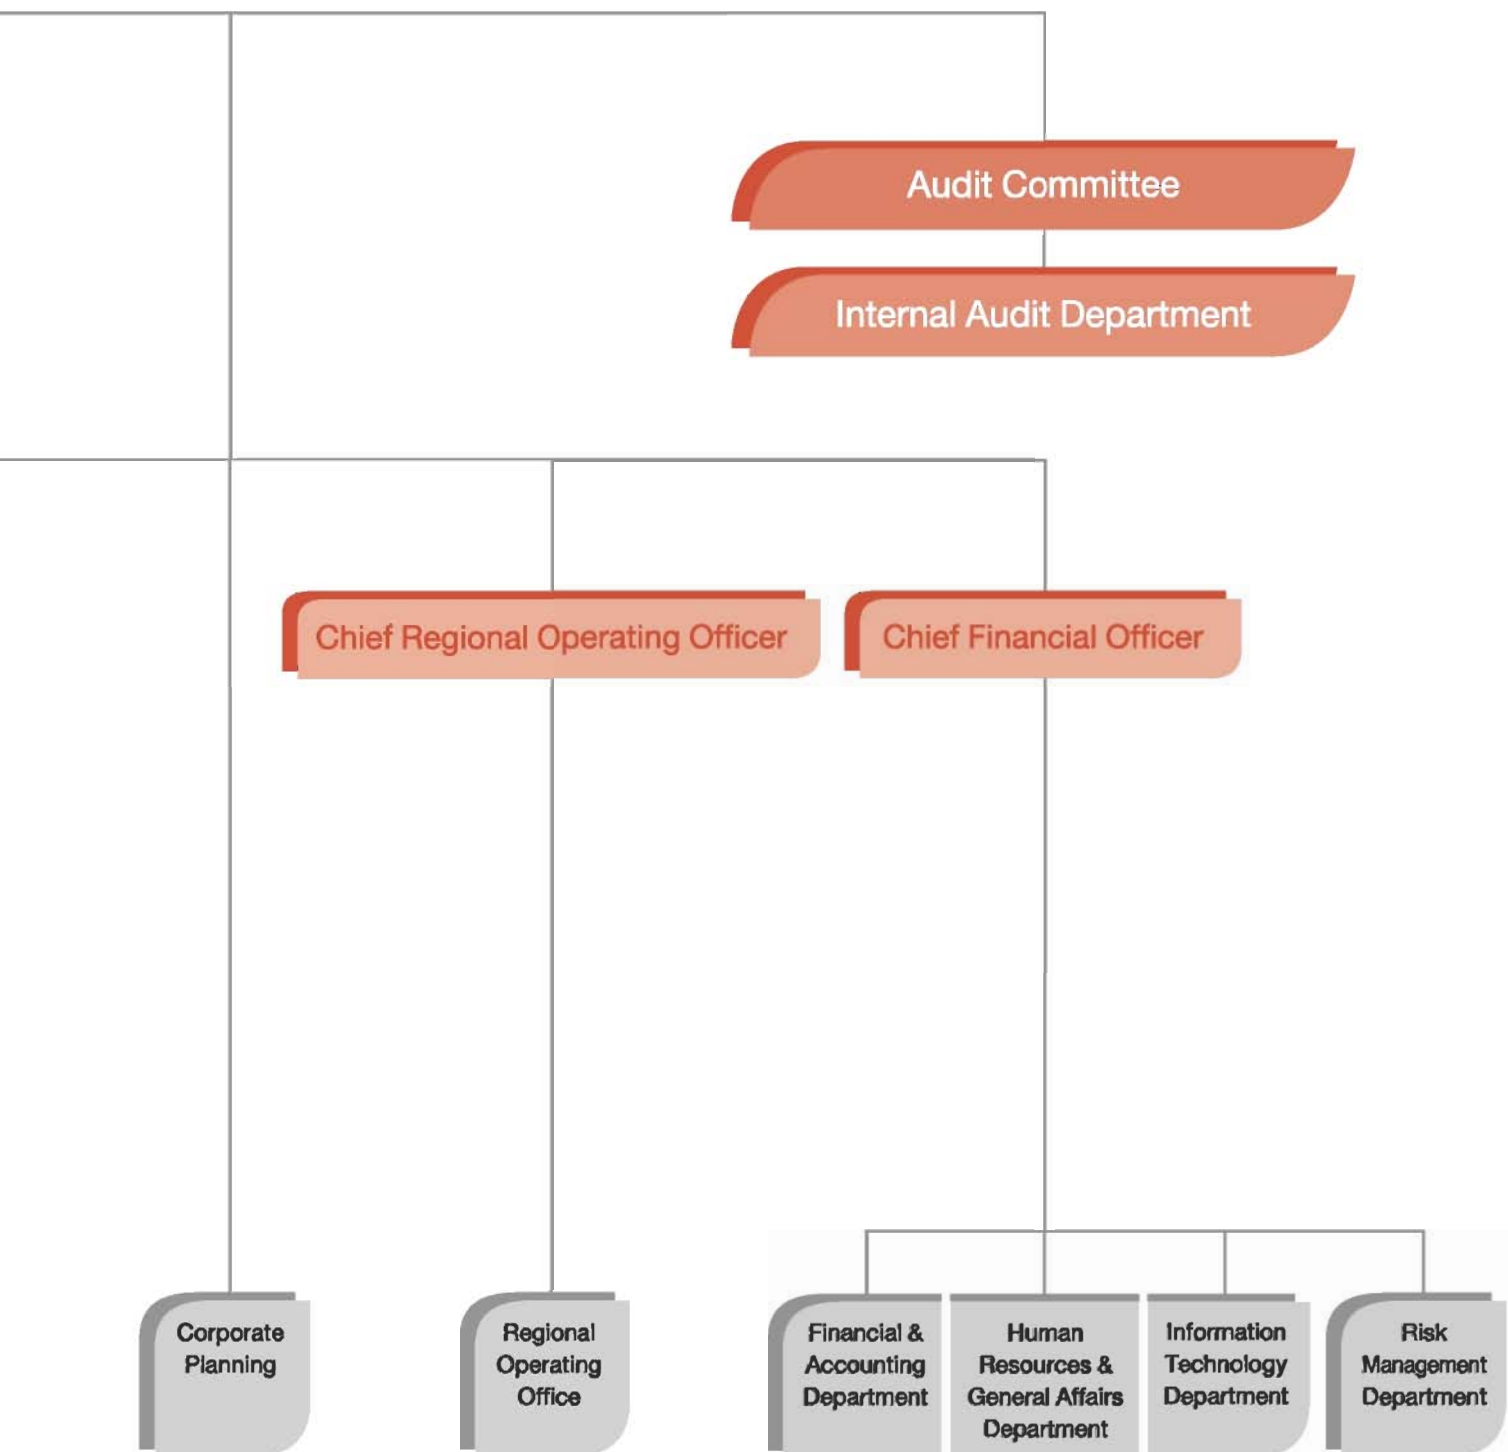 Audit Committee
Internal Audit Department
Chief Regional Operating Officer
Chief Financial Officer
Corporate
Planning
Regional
Operating
Office
Financial &
Accounting
Department
Human
Resources &
General Affairs
Department
Information
Technology
Department
Risk
Management
Department